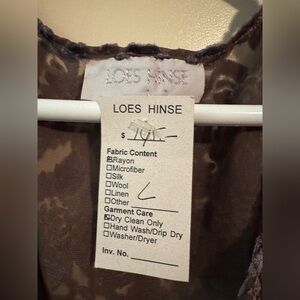 LOES HINSE
LOES HINSE
$ 145-
Fabric Content
☒Rayon
☐Microfiber
☐Silk
☐Wool
☐Linen L
☐Other
Garment Care
☒Dry Clean Only
☐Hand Wash/Drip Dry
☐Washer/Dryer
Inv. No.